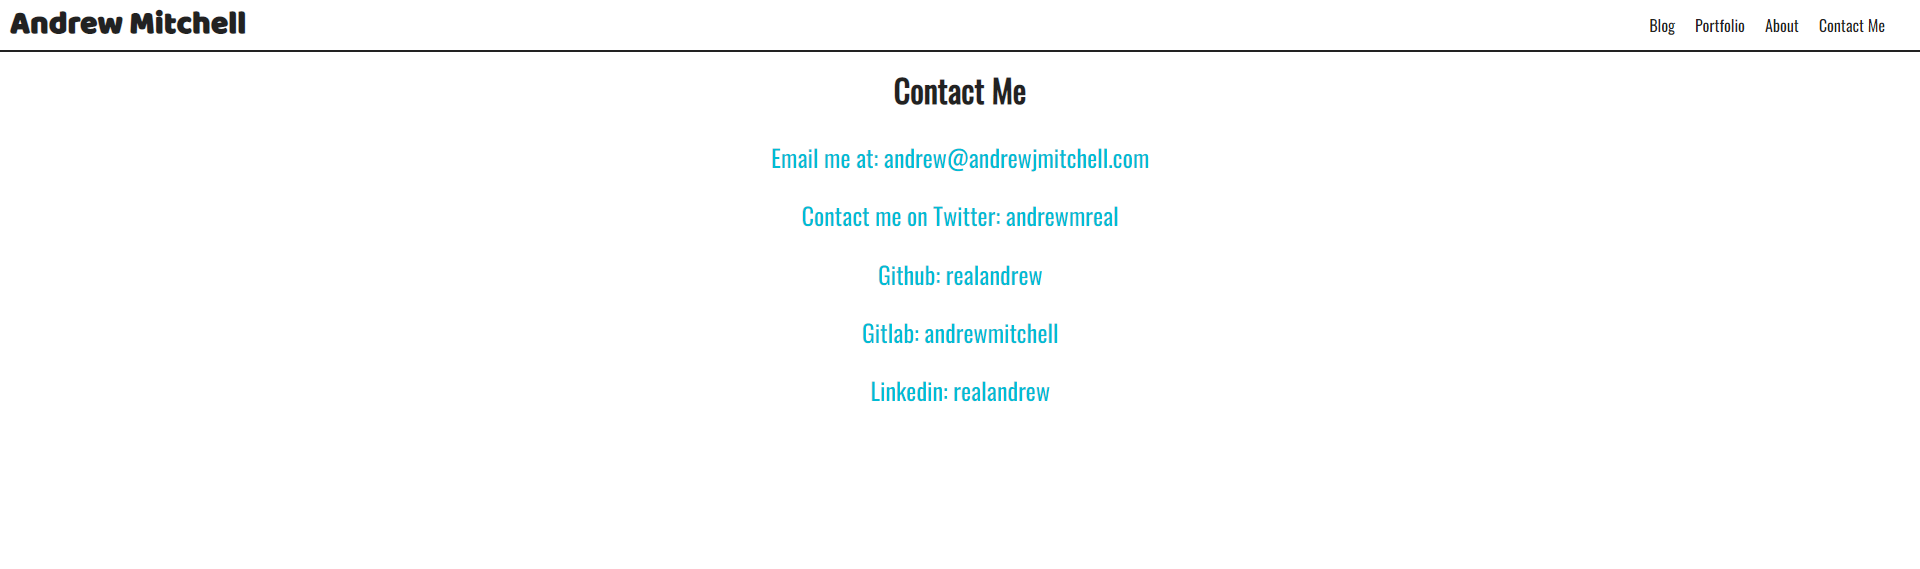 Andrew Mitchell
Blog Portfolio About Contact Me
Contact Me
Email me at: andrew@andrewjmitchell.com
Contact me on Twitter: andrewmreal
Github: realandrew
Gitlab: andrewmitchell
Linkedin: realandrew